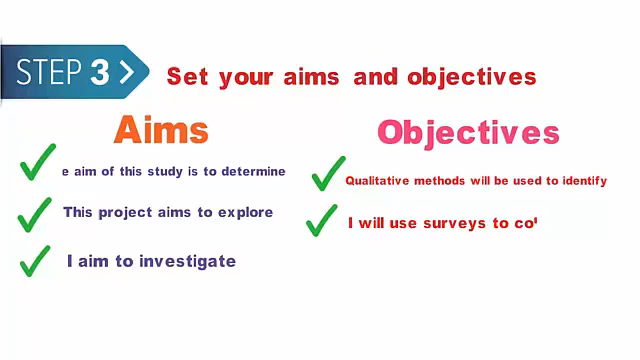 STEP 3
Set your aims and objectives
Aims
e aim of this study is to determine
This project aims to explore
I aim to investigate
Objectives
Qualitative methods will be used to identify
I will use surveys to